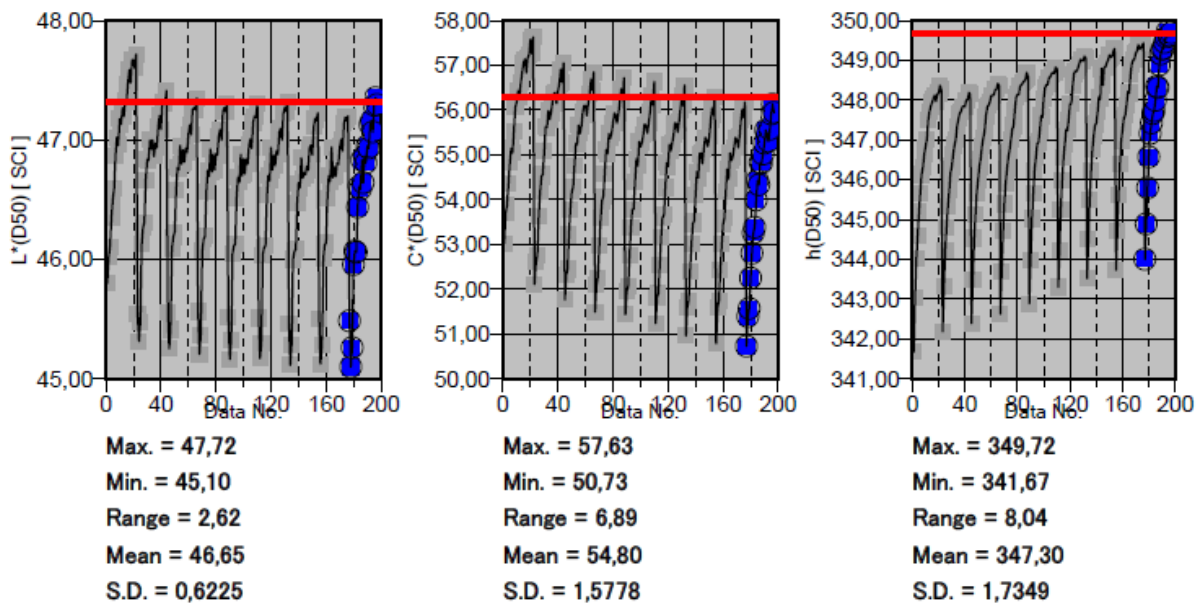 48,00
47,00
46,00
45,00
L*(D50) [ SCI ]
0 40 80 120 160 200
Data No.
Max. = 47,72
Min. = 45,10
Range = 2,62
Mean = 46,65
S.D. = 0,6225
58,00
57,00
56,00
55,00
54,00
53,00
52,00
51,00
50,00
C*(D50) [ SCI ]
0 40 80 120 160 200
Data No.
Max. = 57,63
Min. = 50,73
Range = 6,89
Mean = 54,80
S.D. = 1,5778
350,00
349,00
348,00
347,00
346,00
345,00
344,00
343,00
342,00
341,00
h(D50) [ SCI ]
0 40 80 120 160 200
Data No.
Max. = 349,72
Min. = 341,67
Range = 8,04
Mean = 347,30
S.D. = 1,7349